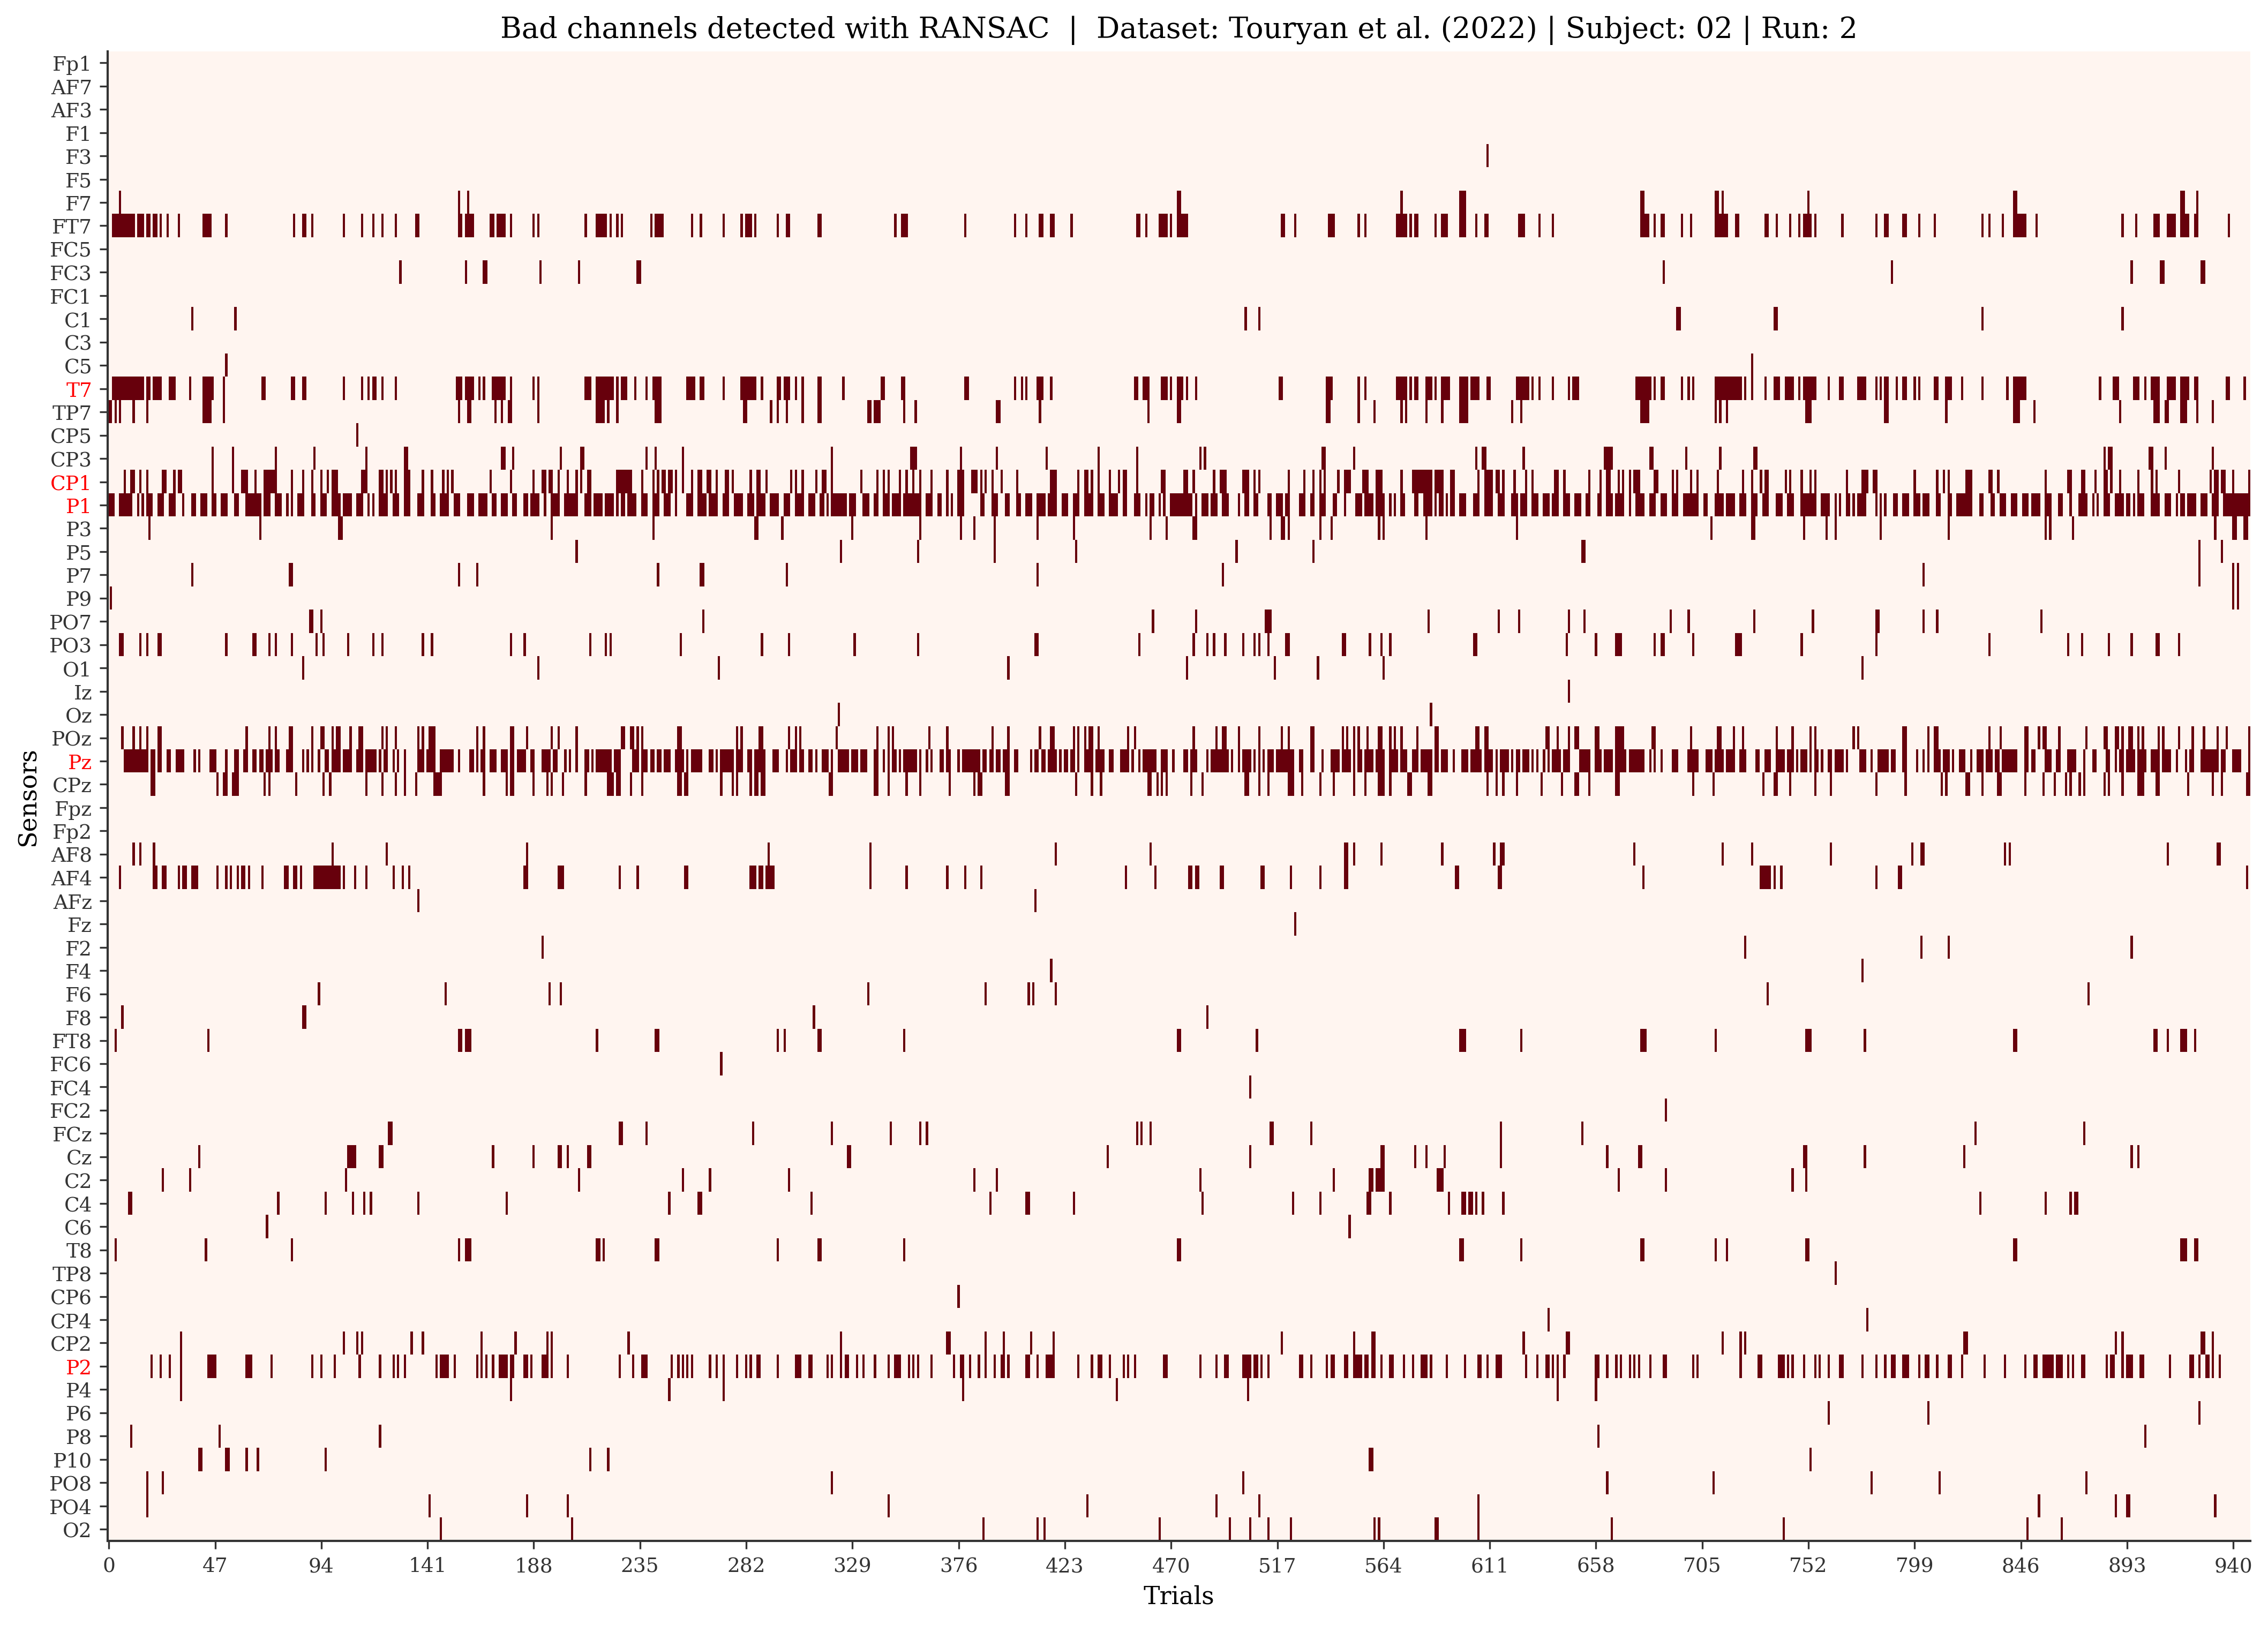 Bad channels detected with RANSAC | Dataset: Touryan et al. (2022) | Subject: 02 | Run: 2
Sensors
Fp1
AF7
AF3
F1
F3
F5
F7
FT7
FC5
FC3
FC1
C1
C3
C5
T7
TP7
CP5
CP3
CP1
P1
P3
P5
P7
P9
PO7
PO3
O1
Iz
Oz
POz
Pz
CPz
Fpz
Fp2
AF8
AF4
AFz
Fz
F2
F4
F6
F8
FT8
FC6
FC4
FC2
FCz
Cz
C2
C4
C6
T8
TP8
CP6
CP4
CP2
P2
P4
P6
P8
P10
PO8
PO4
O2
0 47 94 141 188 235 282 329 376 423 470 517 564 611 658 705 752 799 846 893 940
Trials